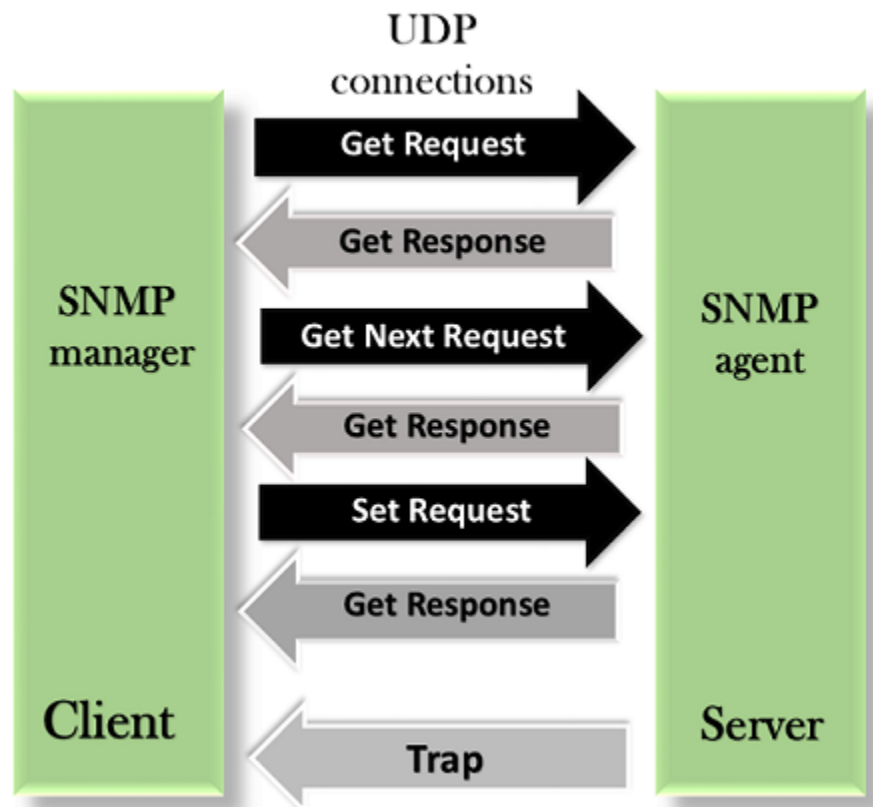 UDP
connections
Get Request
Get Response
SNMP
manager
Get Next Request
SNMP
agent
Get Response
Set Request
Get Response
Client
Server
Trap